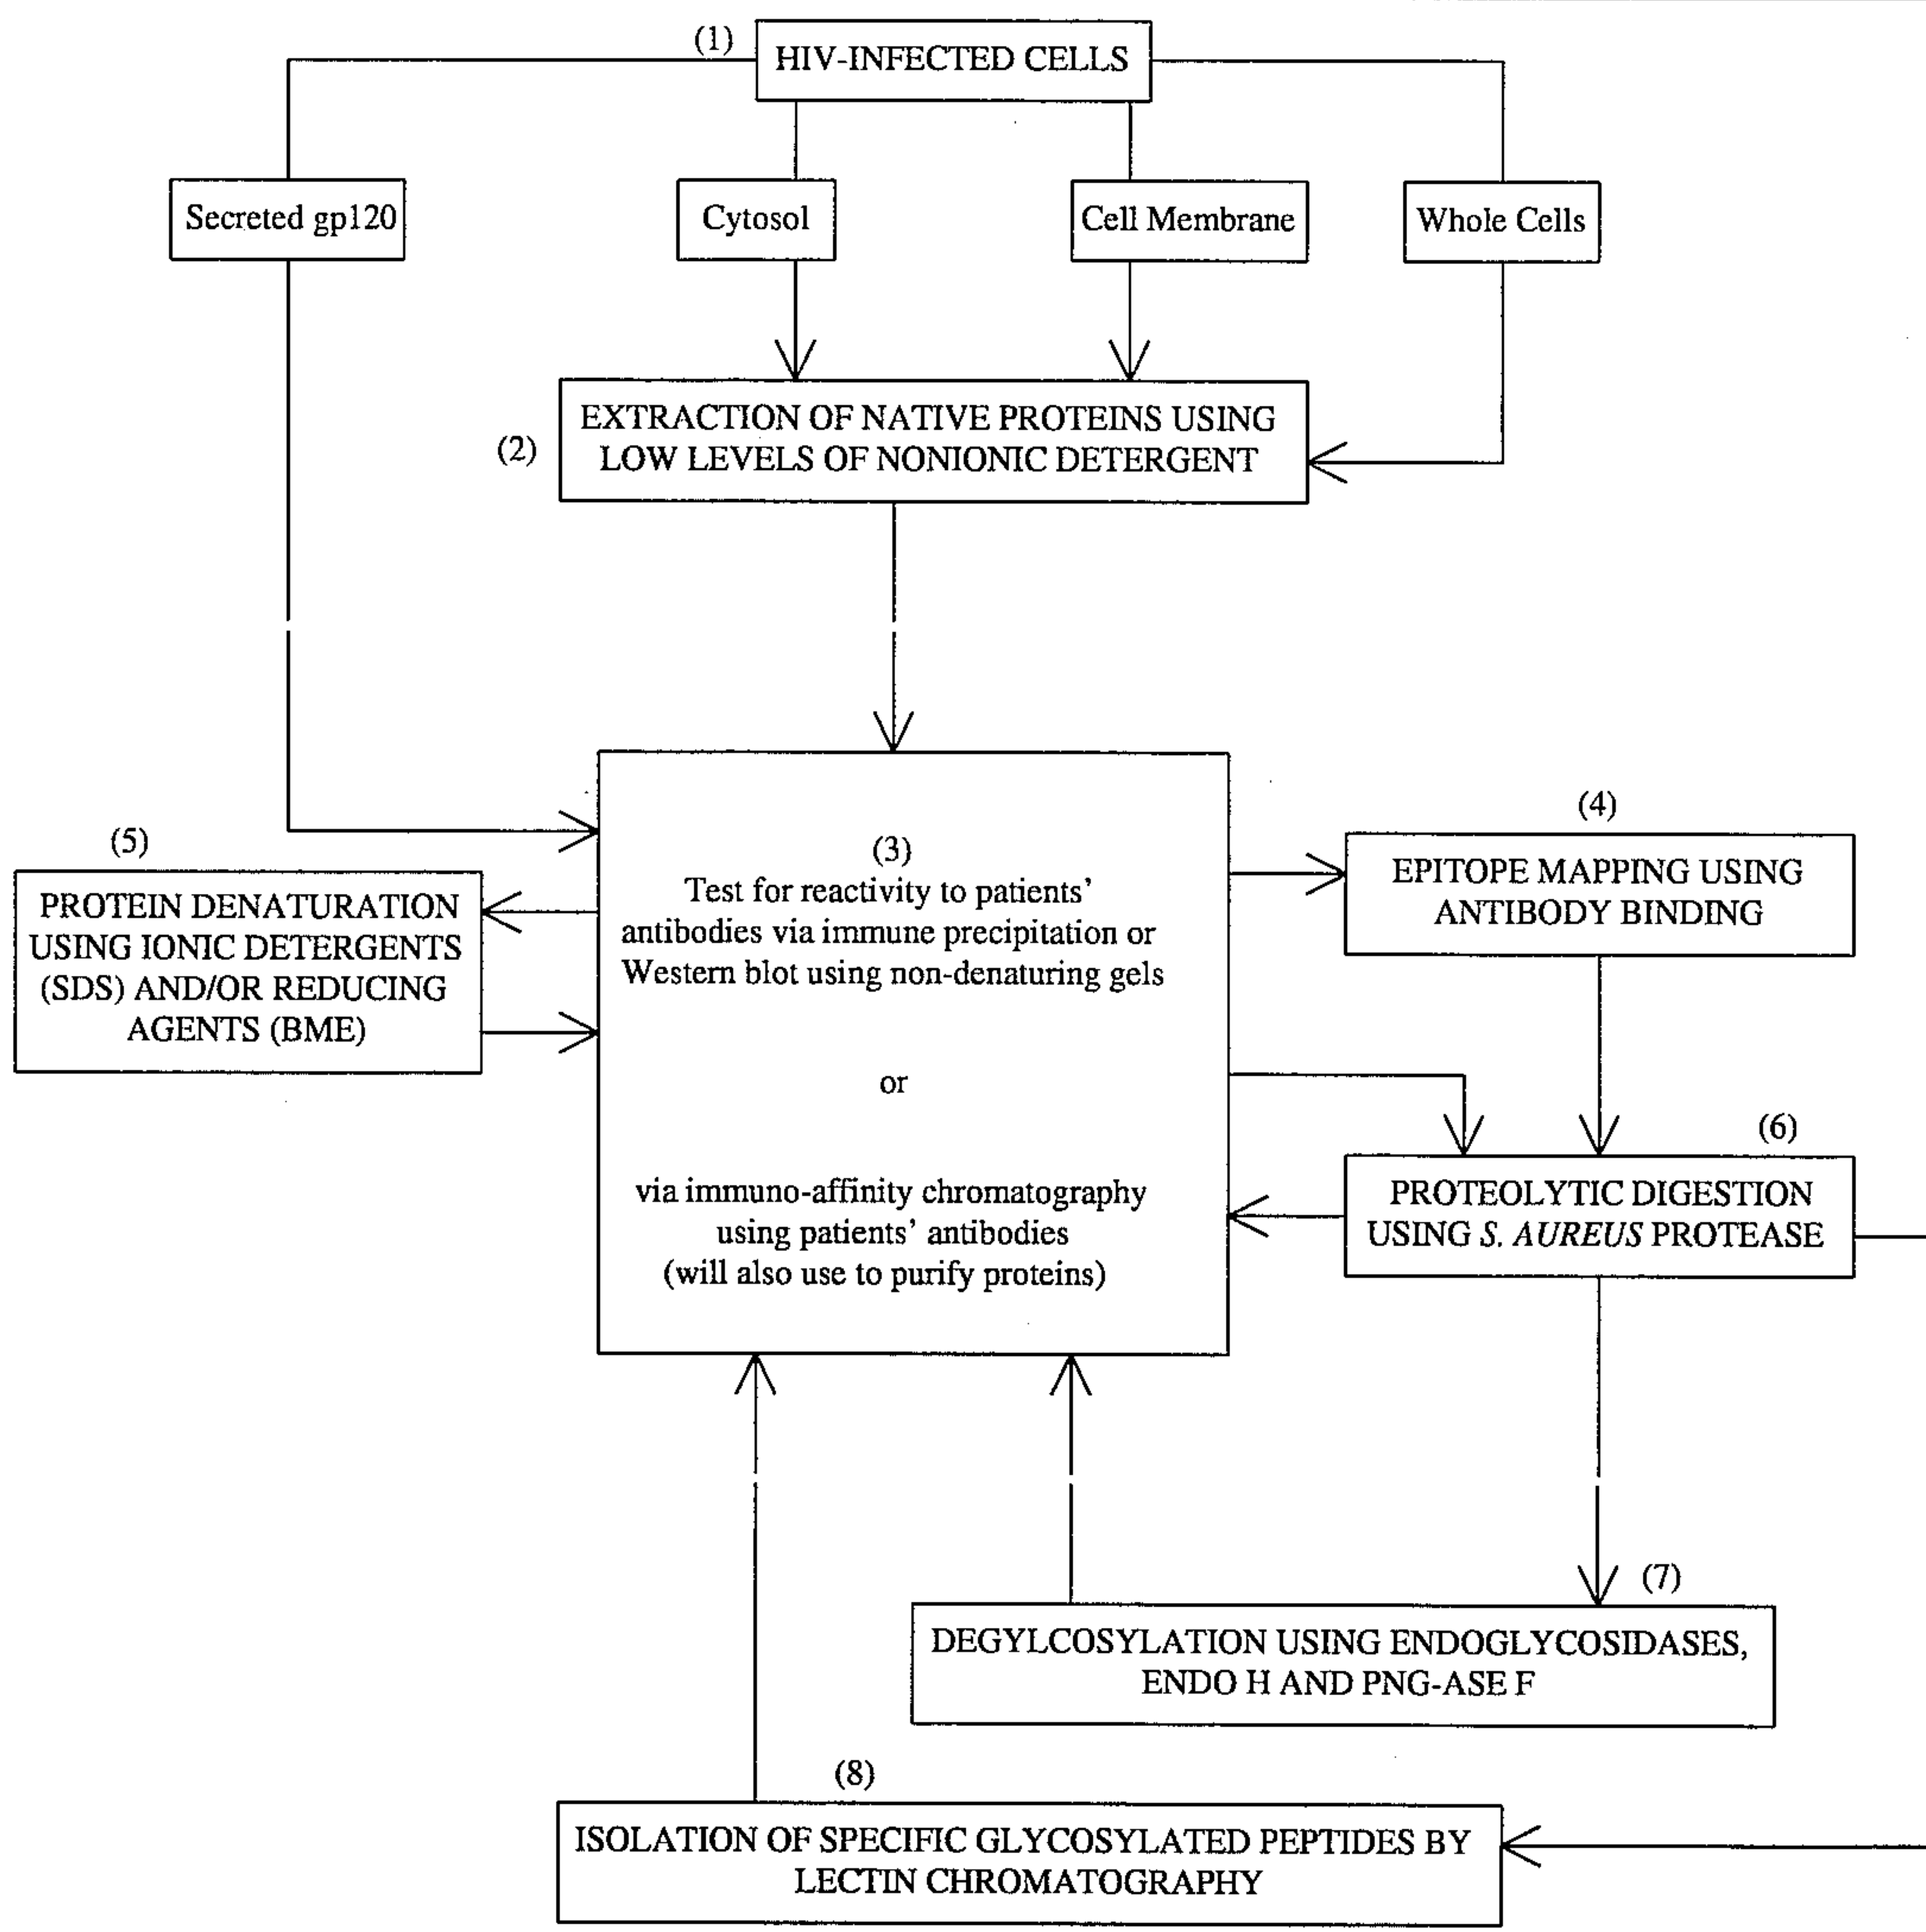 (1)
HIV-INFECTED CELLS
Secreted gp120
Cytosol
Cell Membrane
Whole Cells
(2)
EXTRACTION OF NATIVE PROTEINS USING
LOW LEVELS OF NONIONIC DETERGENT
(3)
Test for reactivity to patients'
antibodies via immune precipitation or
Western blot using non-denaturing gels
or
via immuno-affinity chromatography
using patients' antibodies
(will also use to purify proteins)
(4)
EPITOPE MAPPING USING
ANTIBODY BINDING
(5)
PROTEIN DENATURATION
USING IONIC DETERGENTS
(SDS) AND/OR REDUCING
AGENTS (BME)
(6)
PROTEOLYTIC DIGESTION
USING S. AUREUS PROTEASE
(7)
DEGYLCOSYLATION USING ENDOGLYCOSIDASES,
ENDO H AND PNG-ASE F
(8)
ISOLATION OF SPECIFIC GLYCOSYLATED PEPTIDES BY
LECTIN CHROMATOGRAPHY